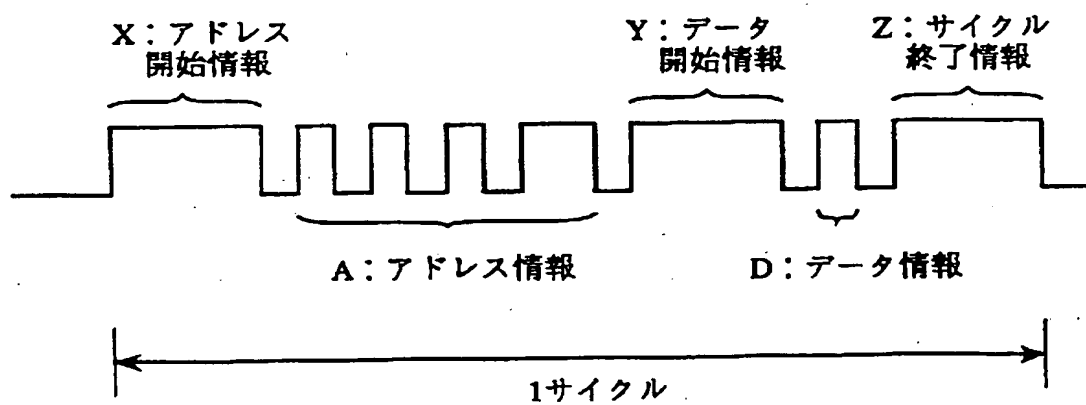 X：アドレス
開始情報
Y：データ
開始情報
Z：サイクル
終了情報
A：アドレス情報
D：データ情報
1サイクル